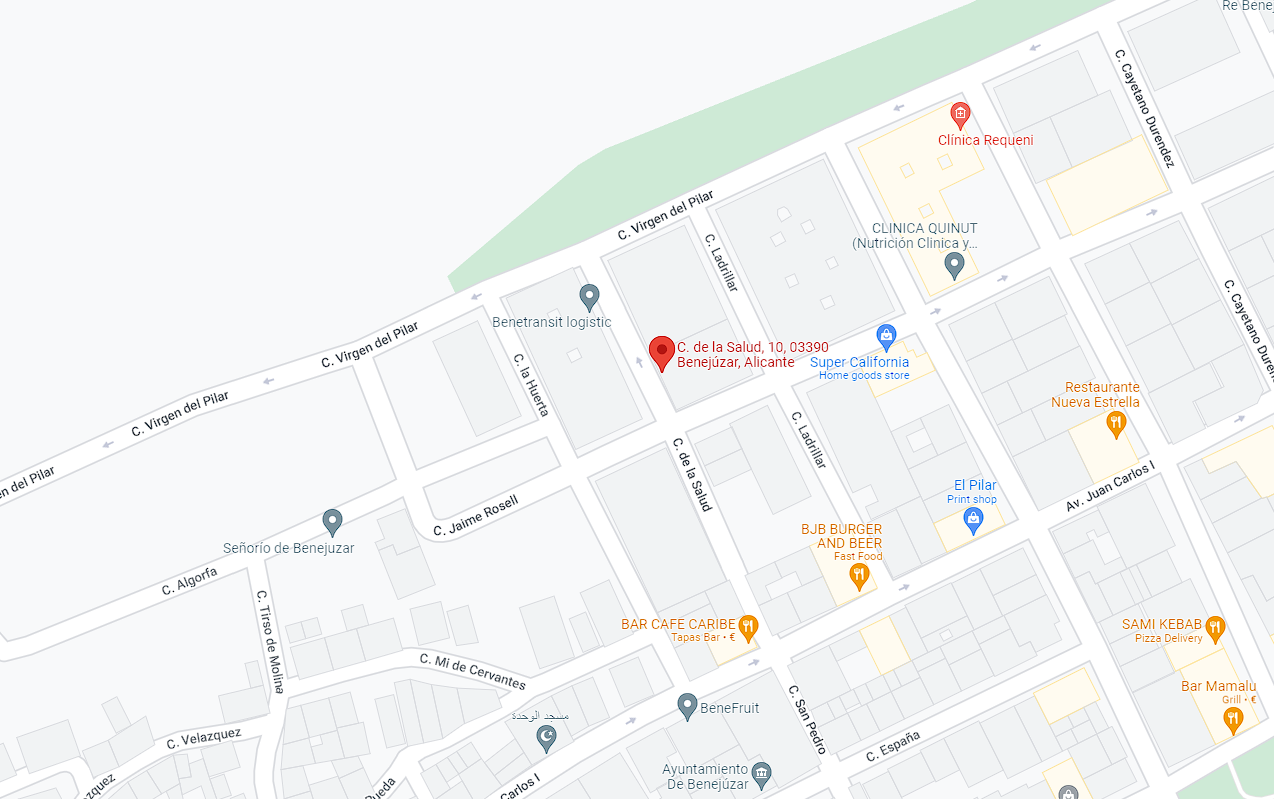 Re Bene
C. Cayetano Durendez
Clínica Requeni
C. Virgen del Pilar
CLINICA QUINUT
(Nutrición Clinica y...
C. Ladrillar
Benetransit logistic
C. Virgen del Pilar
C. de la Salud, 10, 03390
Benejúzar, Alicante
Super California
Home goods store
C. Cayetano Duren
C. la Huerta
C. Virgen del Pilar
Restaurante
Nueva Estrella
C. Ladrillar
C. de la Salud
en del Pilar
Av. Juan Carlos I
El Pilar
Print shop
C. Jaime Rosell
Señorío de Benejuzar
BJB BURGER
AND BEER
Fast Food
C. Algorfa
C. Tirso de Molina
BAR CAFE CARIBE
Tapas Bar • €
SAMI KEBAB
Pizza Delivery
C. Mi de Cervantes
Bar Mamalu
Grill • €
مسجد الوحدة
BeneFruit
C. San Pedro
C. Velazquez
C. España
Ayuntamiento
De Benejúzar
zquez
Rueda
Carlos I